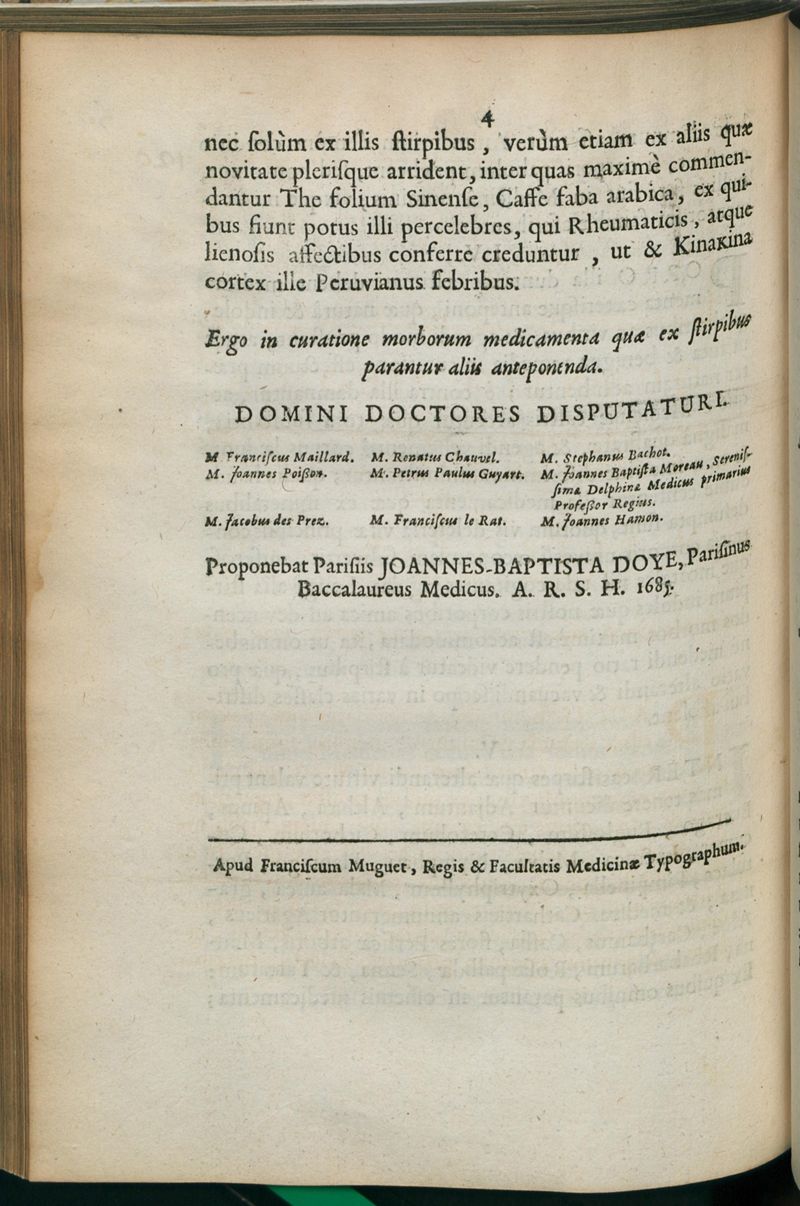 4
nec ſolùm ex illis ſtirpibus, verùm etiam ex aliis quæ
novitate pleriſque arrident, inter quas maximè commen-
dantur The folium Sinenſe, Caffe faba arabica, ex qui-
bus fiunt potus illi percelebres, qui Rheumaticis, atque
lienoſis affectibus conferre creduntur, ut & Kinakina
cortex ille Peruvianus febribus.
Ergo in curatione morborum medicamenta quæ ex ſtirpibus
parantur aliis anteponenda.
DOMINI DOCTORES DISPUTATURI.
M Franciſcus Maillard. M. Renatus Chauvel. M. Stephanus Bachot.
M. Joannes Poiſſon. M. Petrus Paulus Guyart. M. Joannes Baptiſta Moreau, Sereniſ-
ſimæ Delphinæ Medicus primarius
Profeſſor Regius.
M. Jacobus des Prez. M. Franciſcus le Rat. M. Joannes Hamon.
Proponebat Pariſiis JOANNES-BAPTISTA DOYE, Pariſinus
Baccalaureus Medicus. A. R. S. H. 1685.
Apud Franciſcum Muguet, Regis & Facultatis Medicinæ Typographum.